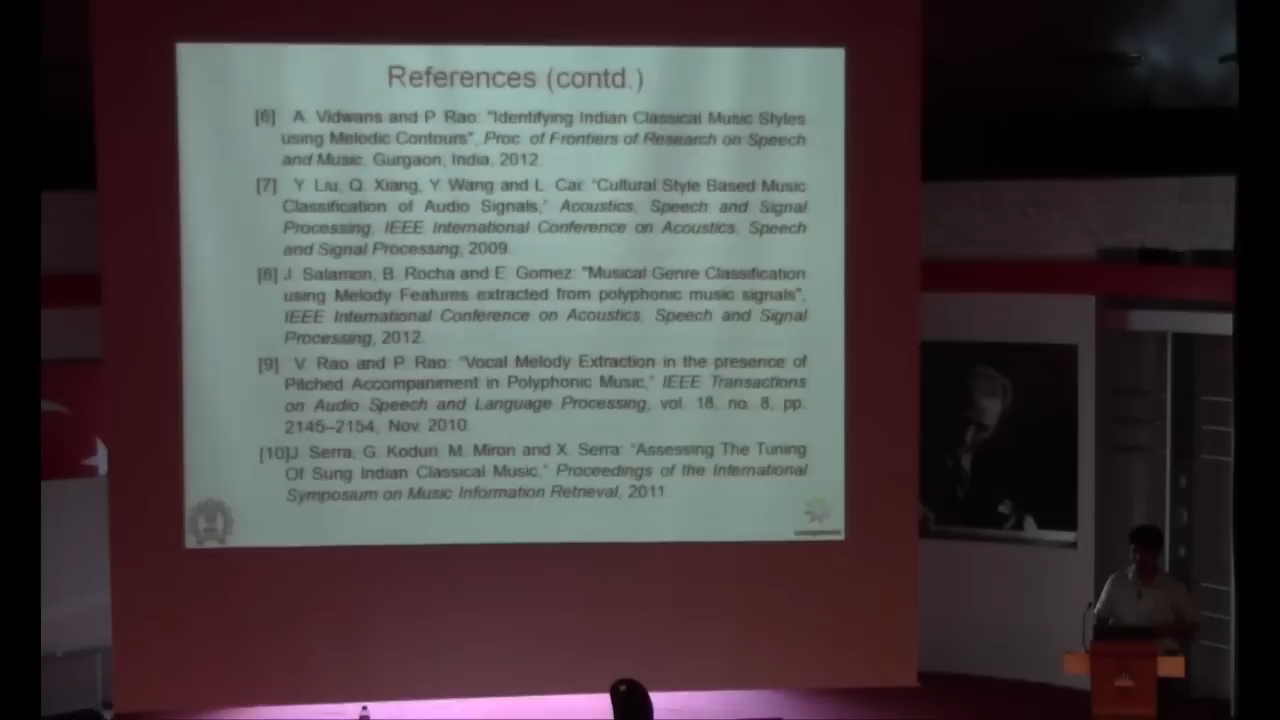 References (contd.)
[6] A. Vidwans and P. Rao: "Identifying Indian Classical Music Styles
using Melodic Contours", Proc. of Frontiers of Research on Speech
and Music, Gurgaon, India, 2012.
[7] Y. Liu, Q. Xiang, Y. Wang and L. Cai: "Cultural Style Based Music
Classification of Audio Signals," Acoustics, Speech and Signal
Processing, IEEE International Conference on Acoustics, Speech
and Signal Processing, 2009.
[8] J. Salamon, B. Rocha and E. Gomez: "Musical Genre Classification
using Melody Features extracted from polyphonic music signals",
IEEE International Conference on Acoustics, Speech and Signal
Processing, 2012.
[9] V. Rao and P. Rao: "Vocal Melody Extraction in the presence of
Pitched Accompaniment in Polyphonic Music," IEEE Transactions
on Audio Speech and Language Processing, vol. 18, no. 8, pp.
2145–2154, Nov. 2010.
[10]J. Serra, G. Koduri, M. Miron and X. Serra: "Assessing The Tuning
Of Sung Indian Classical Music," Proceedings of the International
Symposium on Music Information Retrieval, 2011.